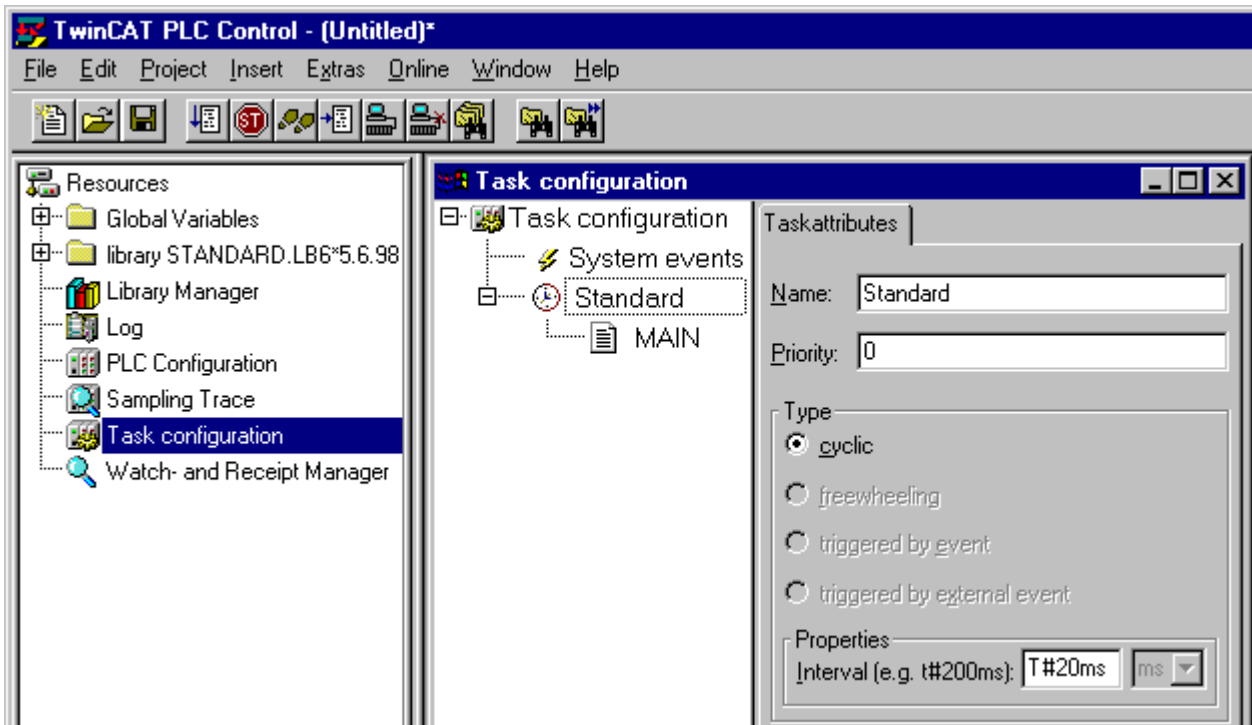 TwinCAT PLC Control - (Untitled)*
File Edit Project Insert Extras Online Window Help
ST
Resources
Global Variables
library STANDARD.LB6*5.6.98
Library Manager
Log
PLC Configuration
Sampling Trace
Task configuration
Watch- and Receipt Manager
Task configuration
Task configuration
System events
Standard
MAIN
Taskattributes
Name: Standard
Priority: 0
Type
cyclic
freewheeling
triggered by event
triggered by external event
Properties
Interval (e.g. t#200ms): T#20ms ms